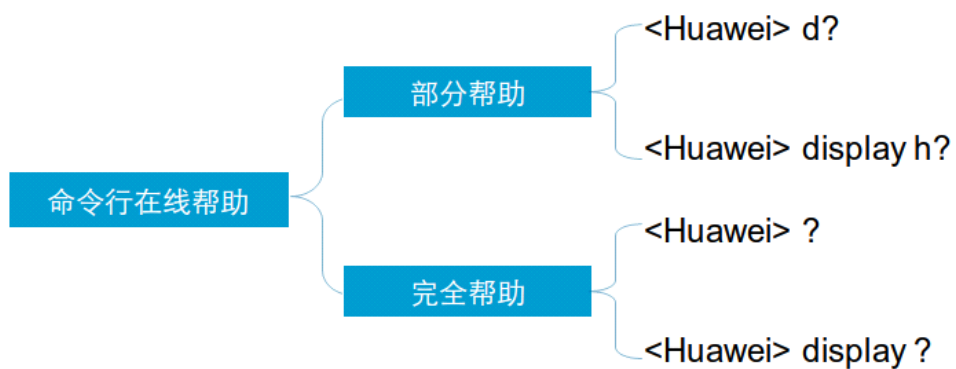 命令行在线帮助
部分帮助
<Huawei> d?
<Huawei> display h?
完全帮助
<Huawei> ?
<Huawei> display ?